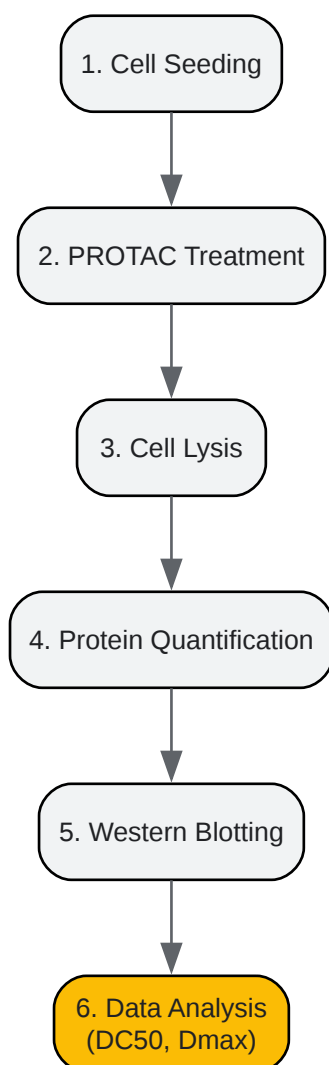 1. Cell Seeding
2. PROTAC Treatment
3. Cell Lysis
4. Protein Quantification
5. Western Blotting
6. Data Analysis
(DC50, Dmax)